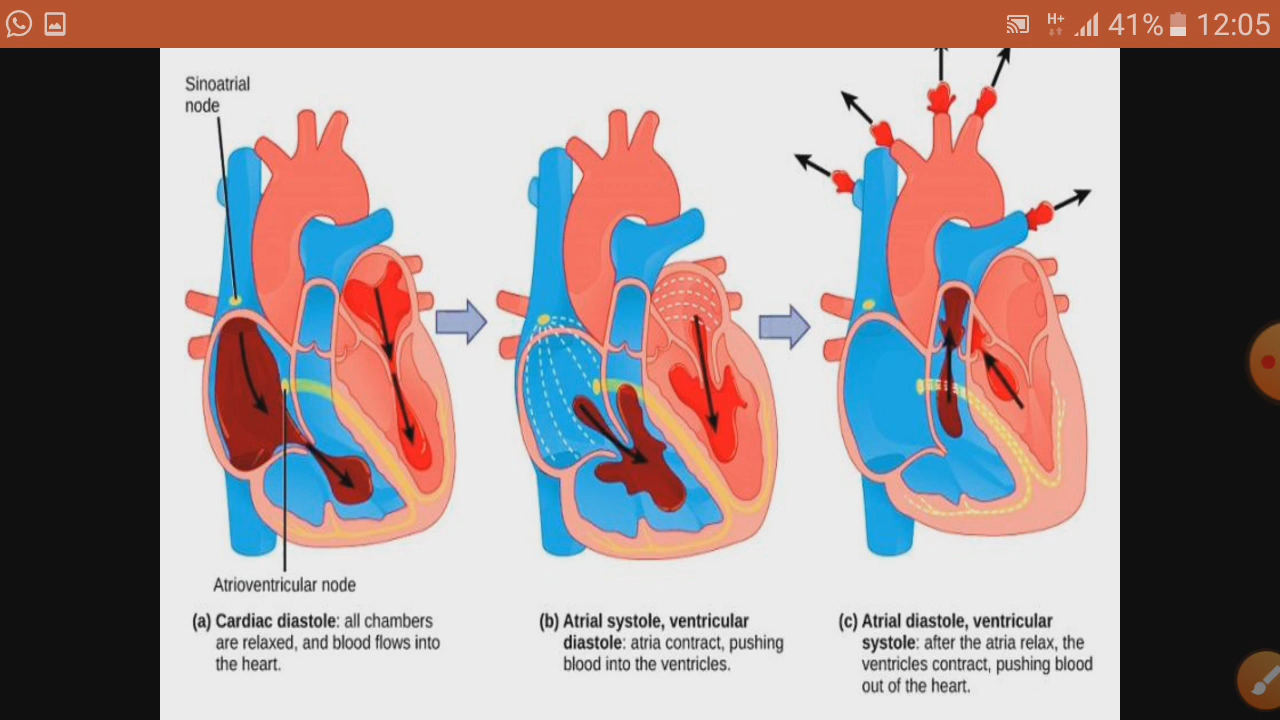 H+ 41% 12:05
Sinoatrial
node
Atrioventricular node
(a) Cardiac diastole: all chambers
are relaxed, and blood flows into
the heart.
(b) Atrial systole, ventricular
diastole: atria contract, pushing
blood into the ventricles.
(c) Atrial diastole, ventricular
systole: after the atria relax, the
ventricles contract, pushing blood
out of the heart.